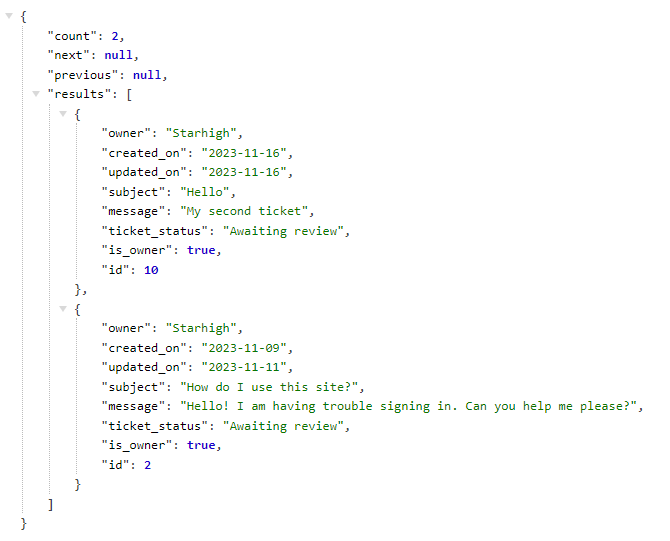 {
"count": 2,
"next": null,
"previous": null,
"results": [
{
"owner": "Starhigh",
"created_on": "2023-11-16",
"updated_on": "2023-11-16",
"subject": "Hello",
"message": "My second ticket",
"ticket_status": "Awaiting review",
"is_owner": true,
"id": 10
},
{
"owner": "Starhigh",
"created_on": "2023-11-09",
"updated_on": "2023-11-11",
"subject": "How do I use this site?",
"message": "Hello! I am having trouble signing in. Can you help me please?",
"ticket_status": "Awaiting review",
"is_owner": true,
"id": 2
}
]
}